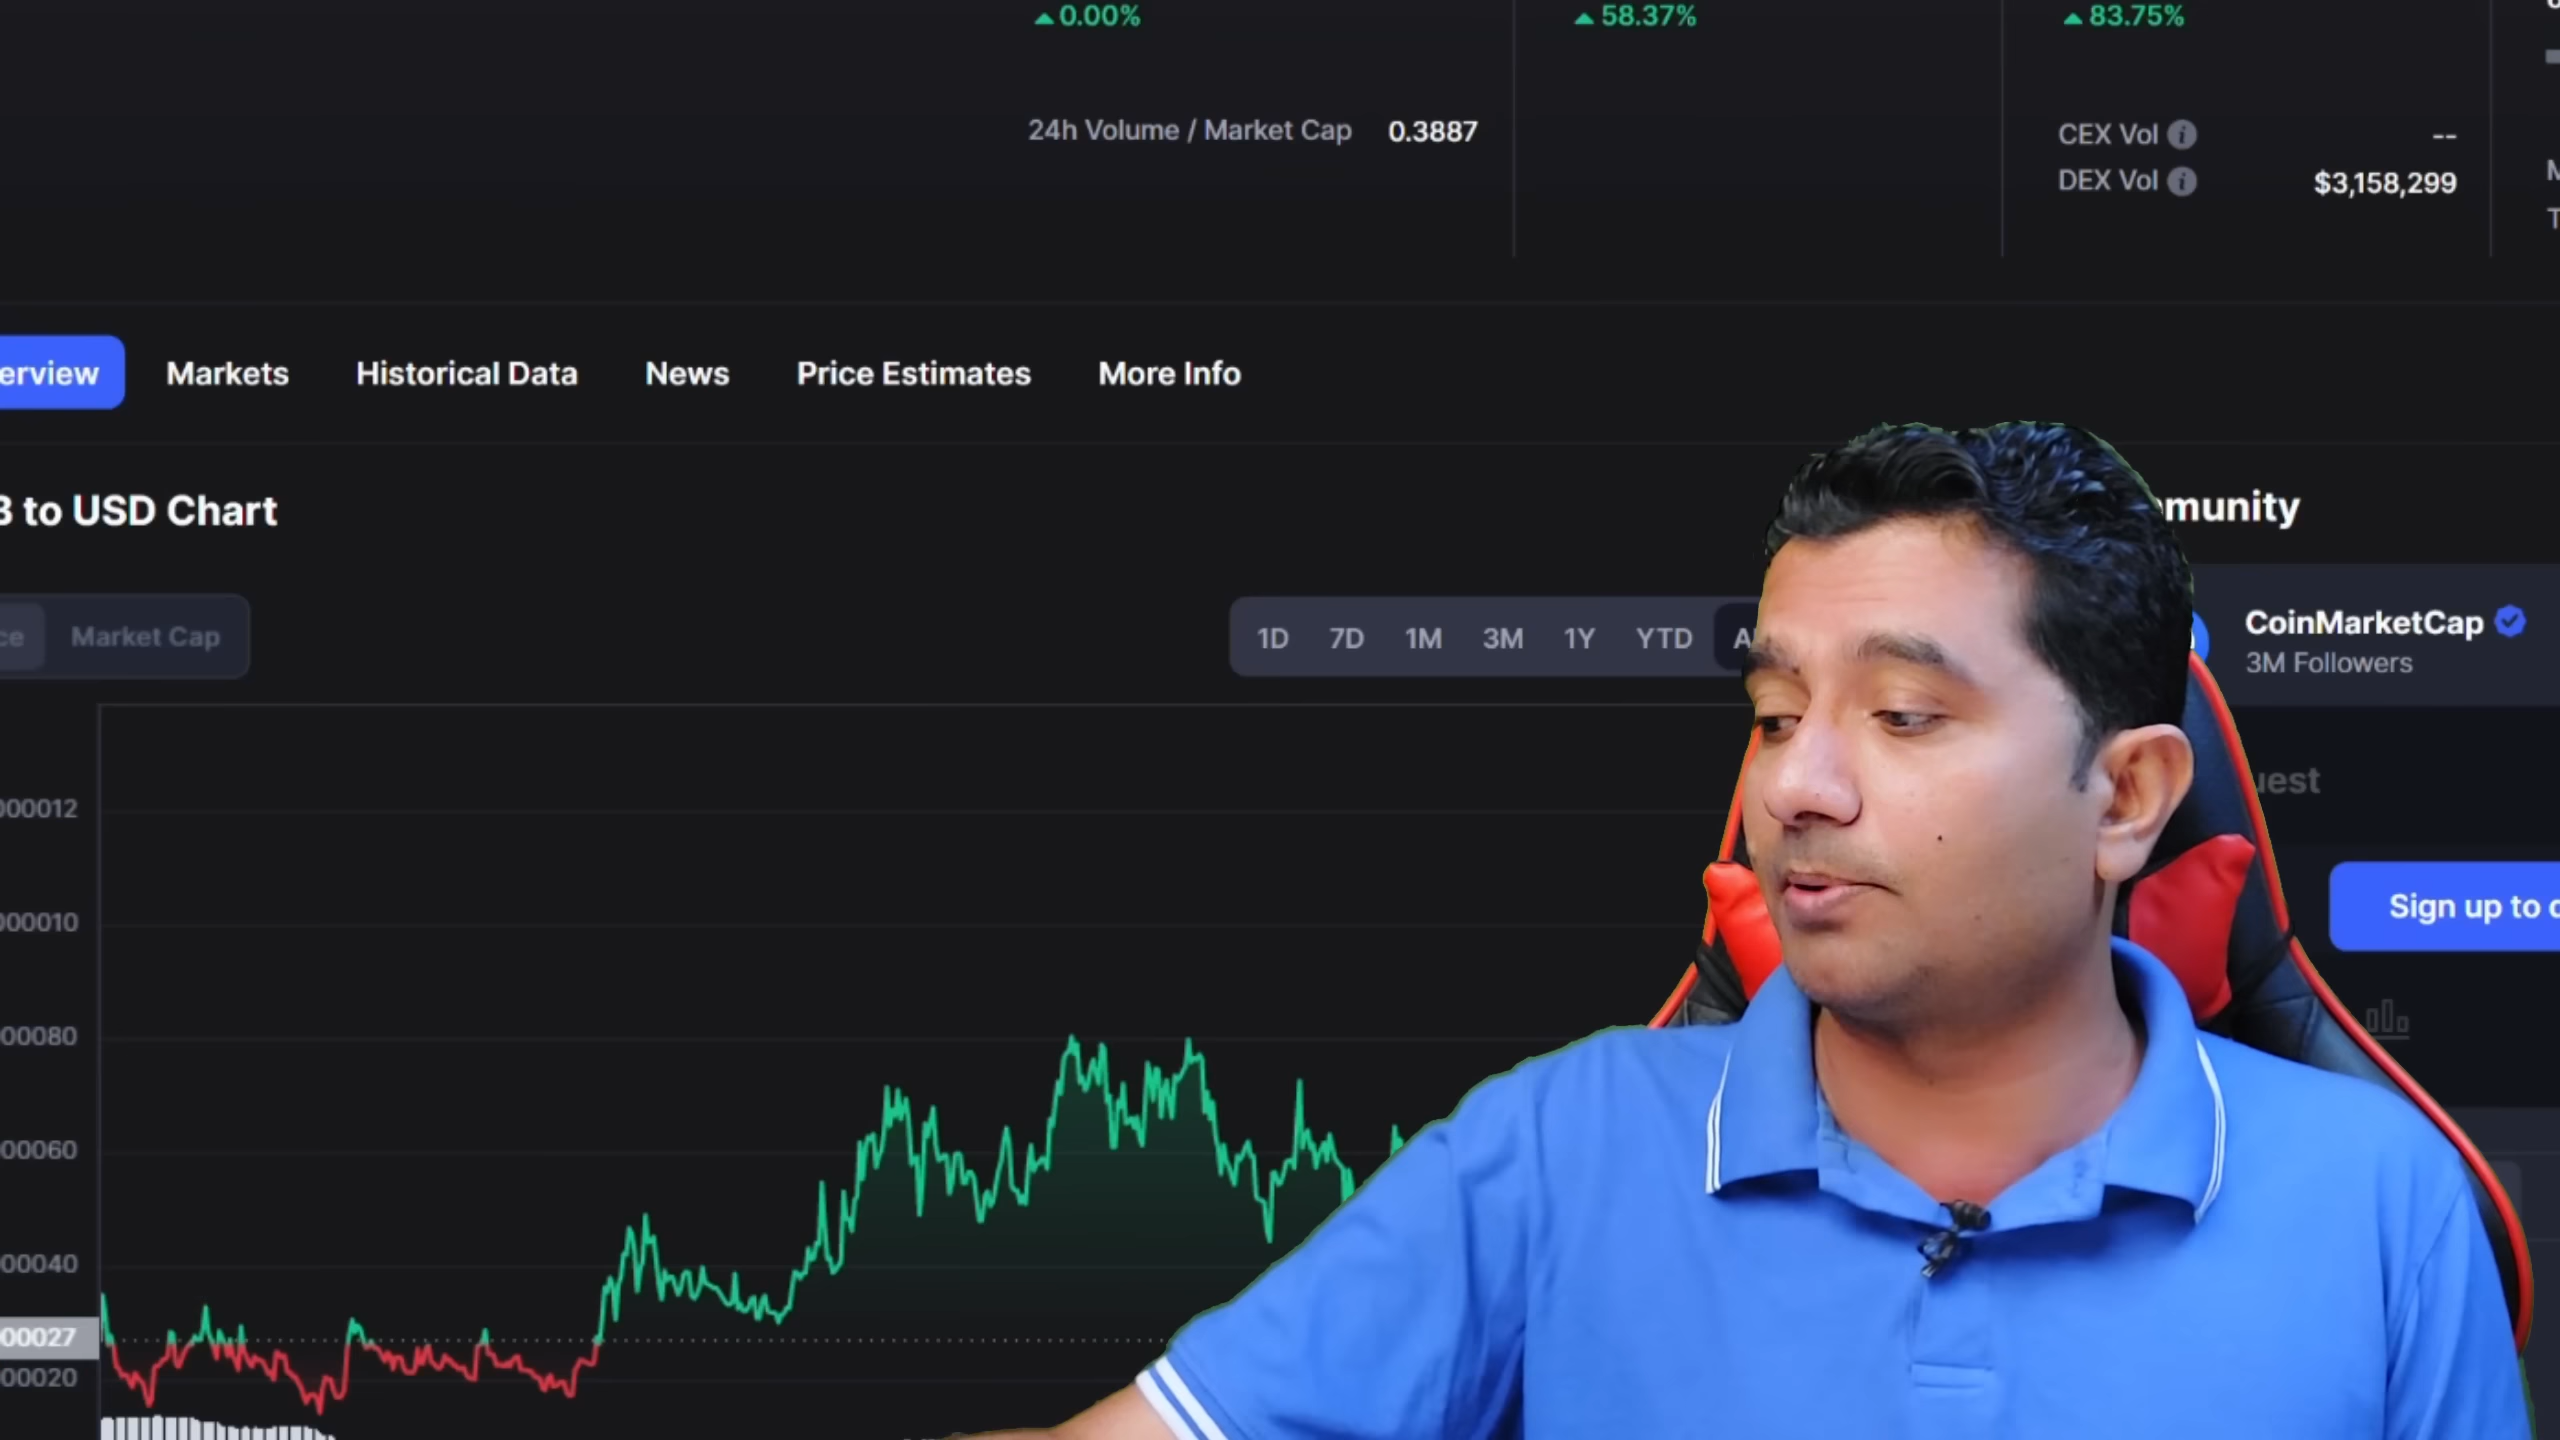 0.00%
58.37%
83.75%
24h Volume / Market Cap 0.3887
CEX Vol --
DEX Vol $3,158,299
erview Markets Historical Data News Price Estimates More Info
to USD Chart
munity
ce Market Cap
1D 7D 1M 3M 1Y YTD A
CoinMarketCap
3M Followers
uest
000012
Sign up to
000010
00080
00060
00040
00027
00020